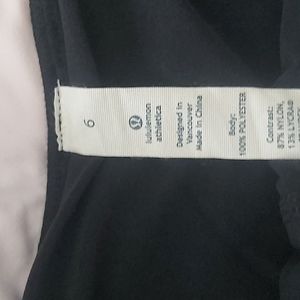 6
lululemon
athletica
Designed in
Vancouver
Made in China
Body:
100% POLYESTER
Contrast:
87% NYLON,
13% LYCRA®